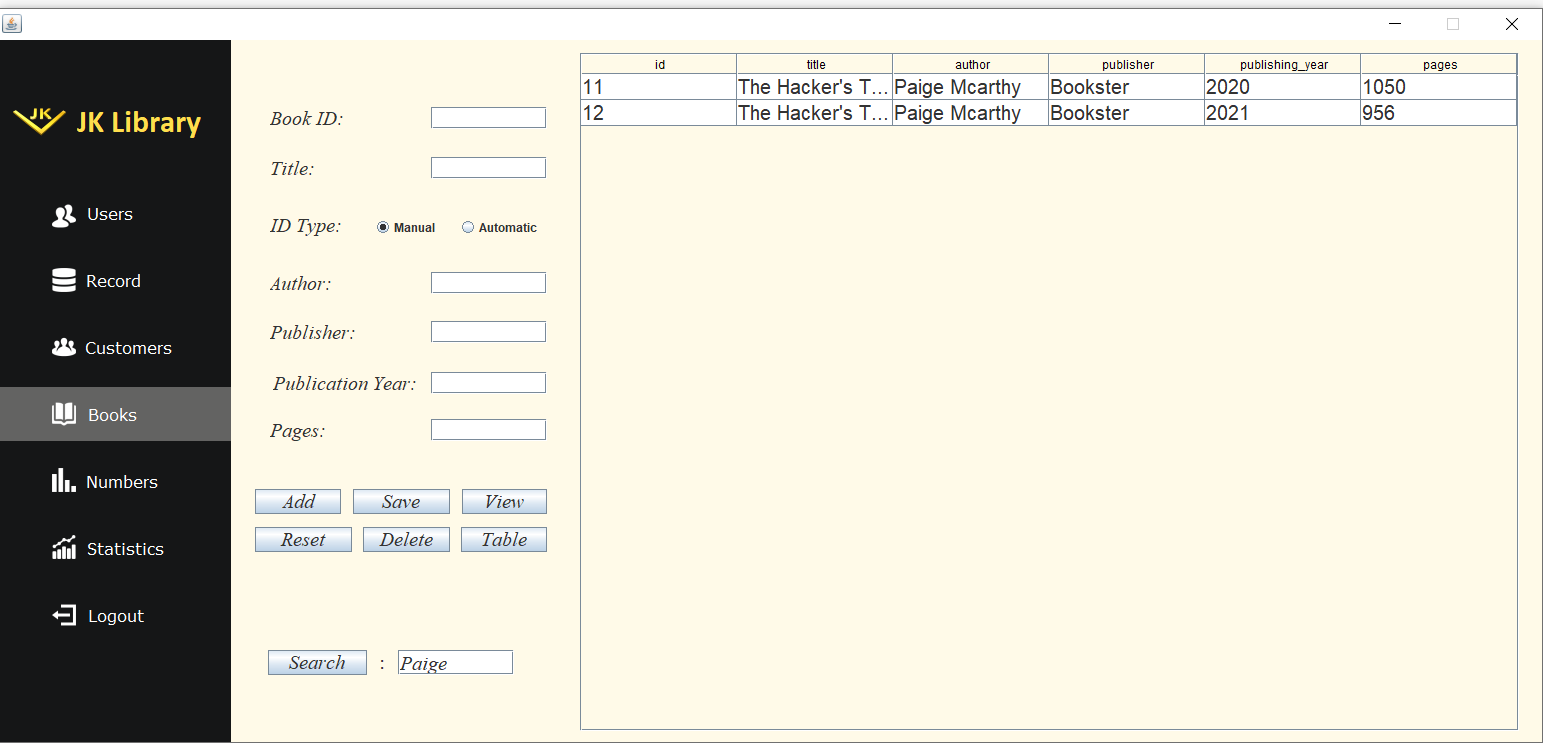 JK
JK Library
Users
Record
Customers
Books
Numbers
Statistics
Logout
Book ID:
Title:
ID Type: Manual Automatic
Author:
Publisher:
Publication Year:
Pages:
Add Save View
Reset Delete Table
Search : Paige
id title author publisher publishing_year pages
11 The Hacker's T... Paige Mcarthy Bookster 2020 1050
12 The Hacker's T... Paige Mcarthy Bookster 2021 956